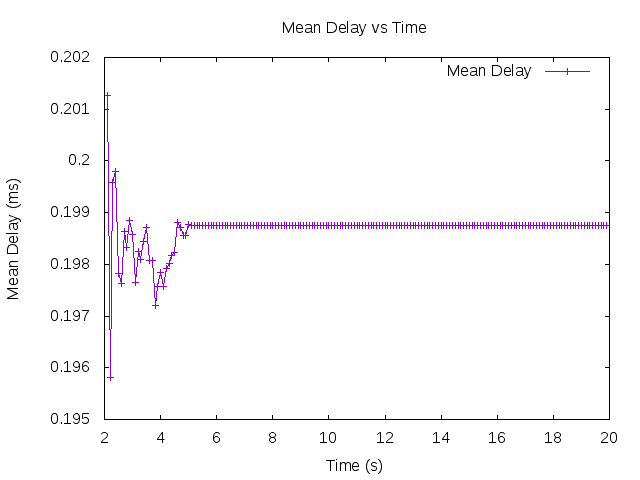 Mean Delay vs Time
Mean Delay
0.202
0.201
0.2
0.199
0.198
0.197
0.196
0.195
Mean Delay (ms)
2 4 6 8 10 12 14 16 18 20
Time (s)